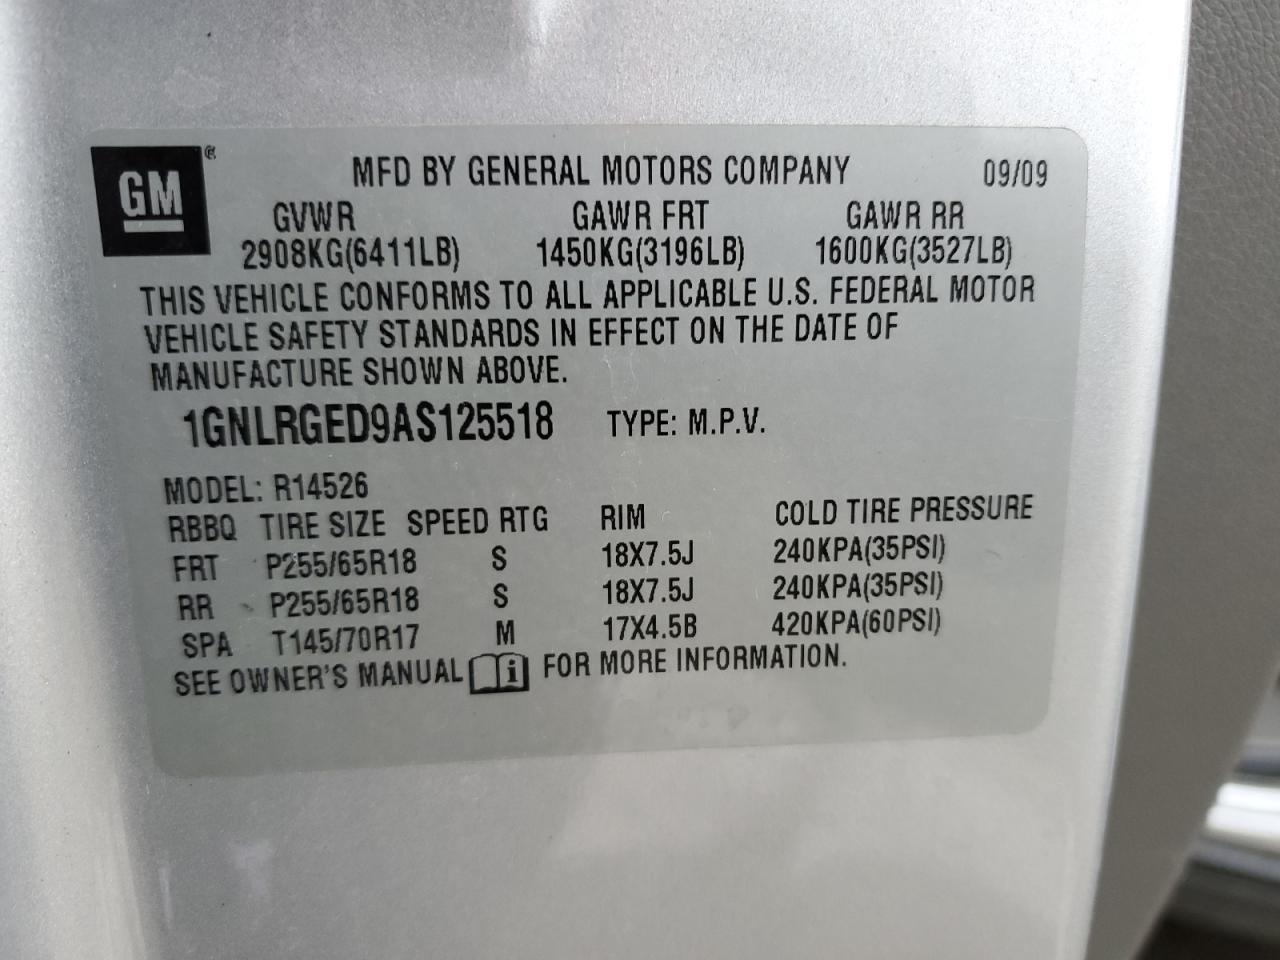 GM ® MFD BY GENERAL MOTORS COMPANY 09/09
GVWR GAWR FRT GAWR RR
2908KG(6411LB) 1450KG(3196LB) 1600KG(3527LB)
THIS VEHICLE CONFORMS TO ALL APPLICABLE U.S. FEDERAL MOTOR
VEHICLE SAFETY STANDARDS IN EFFECT ON THE DATE OF
MANUFACTURE SHOWN ABOVE.
1GNLRGED9AS125518 TYPE: M.P.V.
MODEL: R14526
RBBQ TIRE SIZE SPEED RTG RIM COLD TIRE PRESSURE
FRT P255/65R18 S 18X7.5J 240KPA(35PSI)
RR P255/65R18 S 18X7.5J 240KPA(35PSI)
SPA T145/70R17 M 17X4.5B 420KPA(60PSI)
SEE OWNER'S MANUAL i FOR MORE INFORMATION.